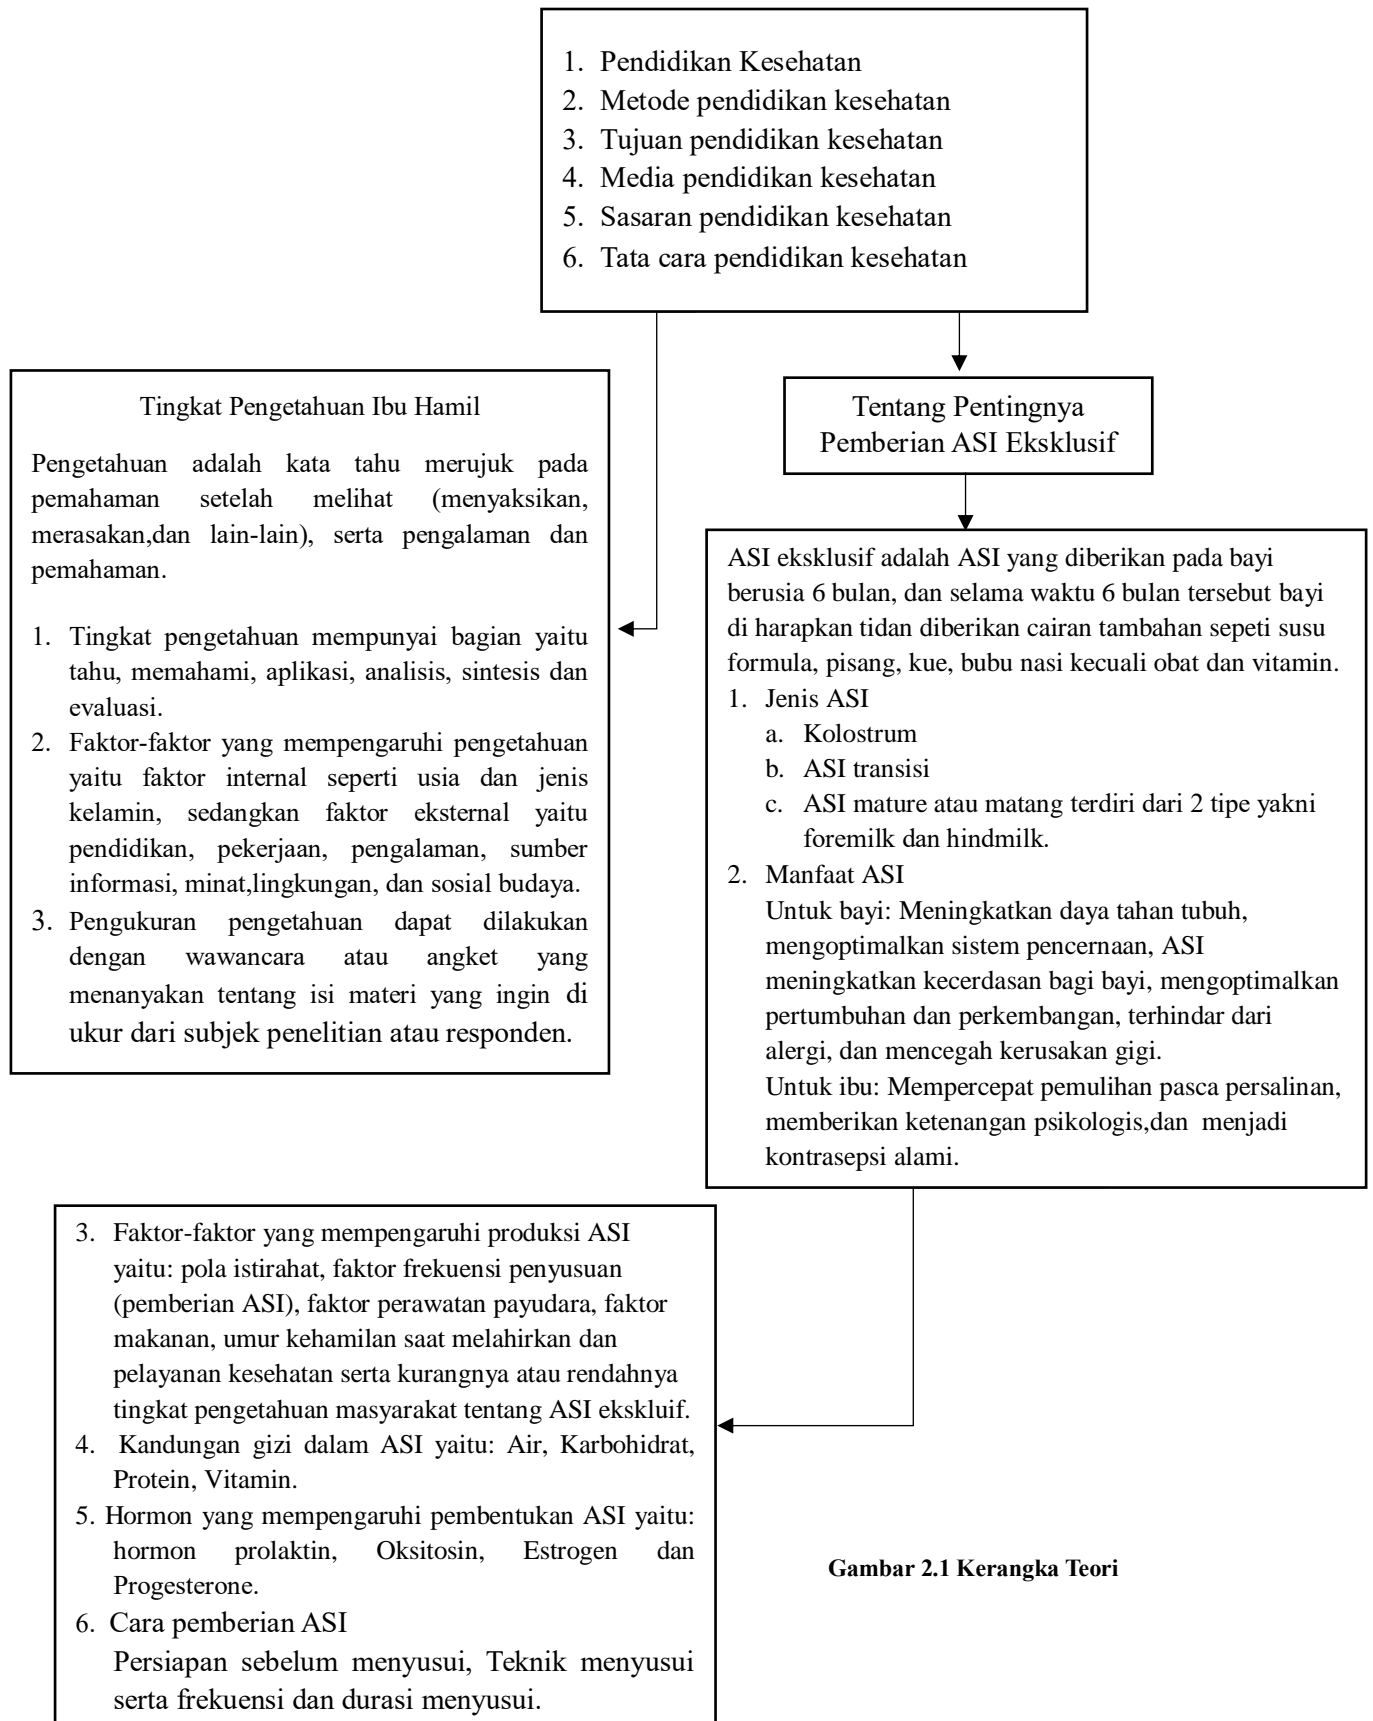 1. Pendidikan Kesehatan
2. Metode pendidikan kesehatan
3. Tujuan pendidikan kesehatan
4. Media pendidikan kesehatan
5. Sasaran pendidikan kesehatan
6. Tata cara pendidikan kesehatan
Tingkat Pengetahuan Ibu Hamil
Pengetahuan adalah kata tahu merujuk pada
pemahaman setelah melihat (menyaksikan,
merasakan,dan lain-lain), serta pengalaman dan
pemahaman.
1. Tingkat pengetahuan mempunyai bagian yaitu
tahu, memahami, aplikasi, analisis, sintesis dan
evaluasi.
2. Faktor-faktor yang mempengaruhi pengetahuan
yaitu faktor internal seperti usia dan jenis
kelamin, sedangkan faktor eksternal yaitu
pendidikan, pekerjaan, pengalaman, sumber
informasi, minat,lingkungan, dan sosial budaya.
3. Pengukuran pengetahuan dapat dilakukan
dengan wawancara atau angket yang
menanyakan tentang isi materi yang ingin di
ukur dari subjek penelitian atau responden.
Tentang Pentingnya
Pemberian ASI Eksklusif
ASI eksklusif adalah ASI yang diberikan pada bayi
berusia 6 bulan, dan selama waktu 6 bulan tersebut bayi
di harapkan tidan diberikan cairan tambahan sepeti susu
formula, pisang, kue, bubu nasi kecuali obat dan vitamin.
1. Jenis ASI
a. Kolostrum
b. ASI transisi
c. ASI mature atau matang terdiri dari 2 tipe yakni
foremilk dan hindmilk.
2. Manfaat ASI
Untuk bayi: Meningkatkan daya tahan tubuh,
mengoptimalkan sistem pencernaan, ASI
meningkatkan kecerdasan bagi bayi, mengoptimalkan
pertumbuhan dan perkembangan, terhindar dari
alergi, dan mencegah kerusakan gigi.
Untuk ibu: Mempercepat pemulihan pasca persalinan,
memberikan ketenangan psikologis,dan menjadi
kontrasepsi alami.
3. Faktor-faktor yang mempengaruhi produksi ASI
yaitu: pola istirahat, faktor frekuensi penyusuan
(pemberian ASI), faktor perawatan payudara, faktor
makanan, umur kehamilan saat melahirkan dan
pelayanan kesehatan serta kurangnya atau rendahnya
tingkat pengetahuan masyarakat tentang ASI ekskluif.
4. Kandungan gizi dalam ASI yaitu: Air, Karbohidrat,
Protein, Vitamin.
5. Hormon yang mempengaruhi pembentukan ASI yaitu:
hormon prolaktin, Oksitosin, Estrogen dan
Progesterone.
6. Cara pemberian ASI
Persiapan sebelum menyusui, Teknik menyusui
serta frekuensi dan durasi menyusui.
Gambar 2.1 Kerangka Teori